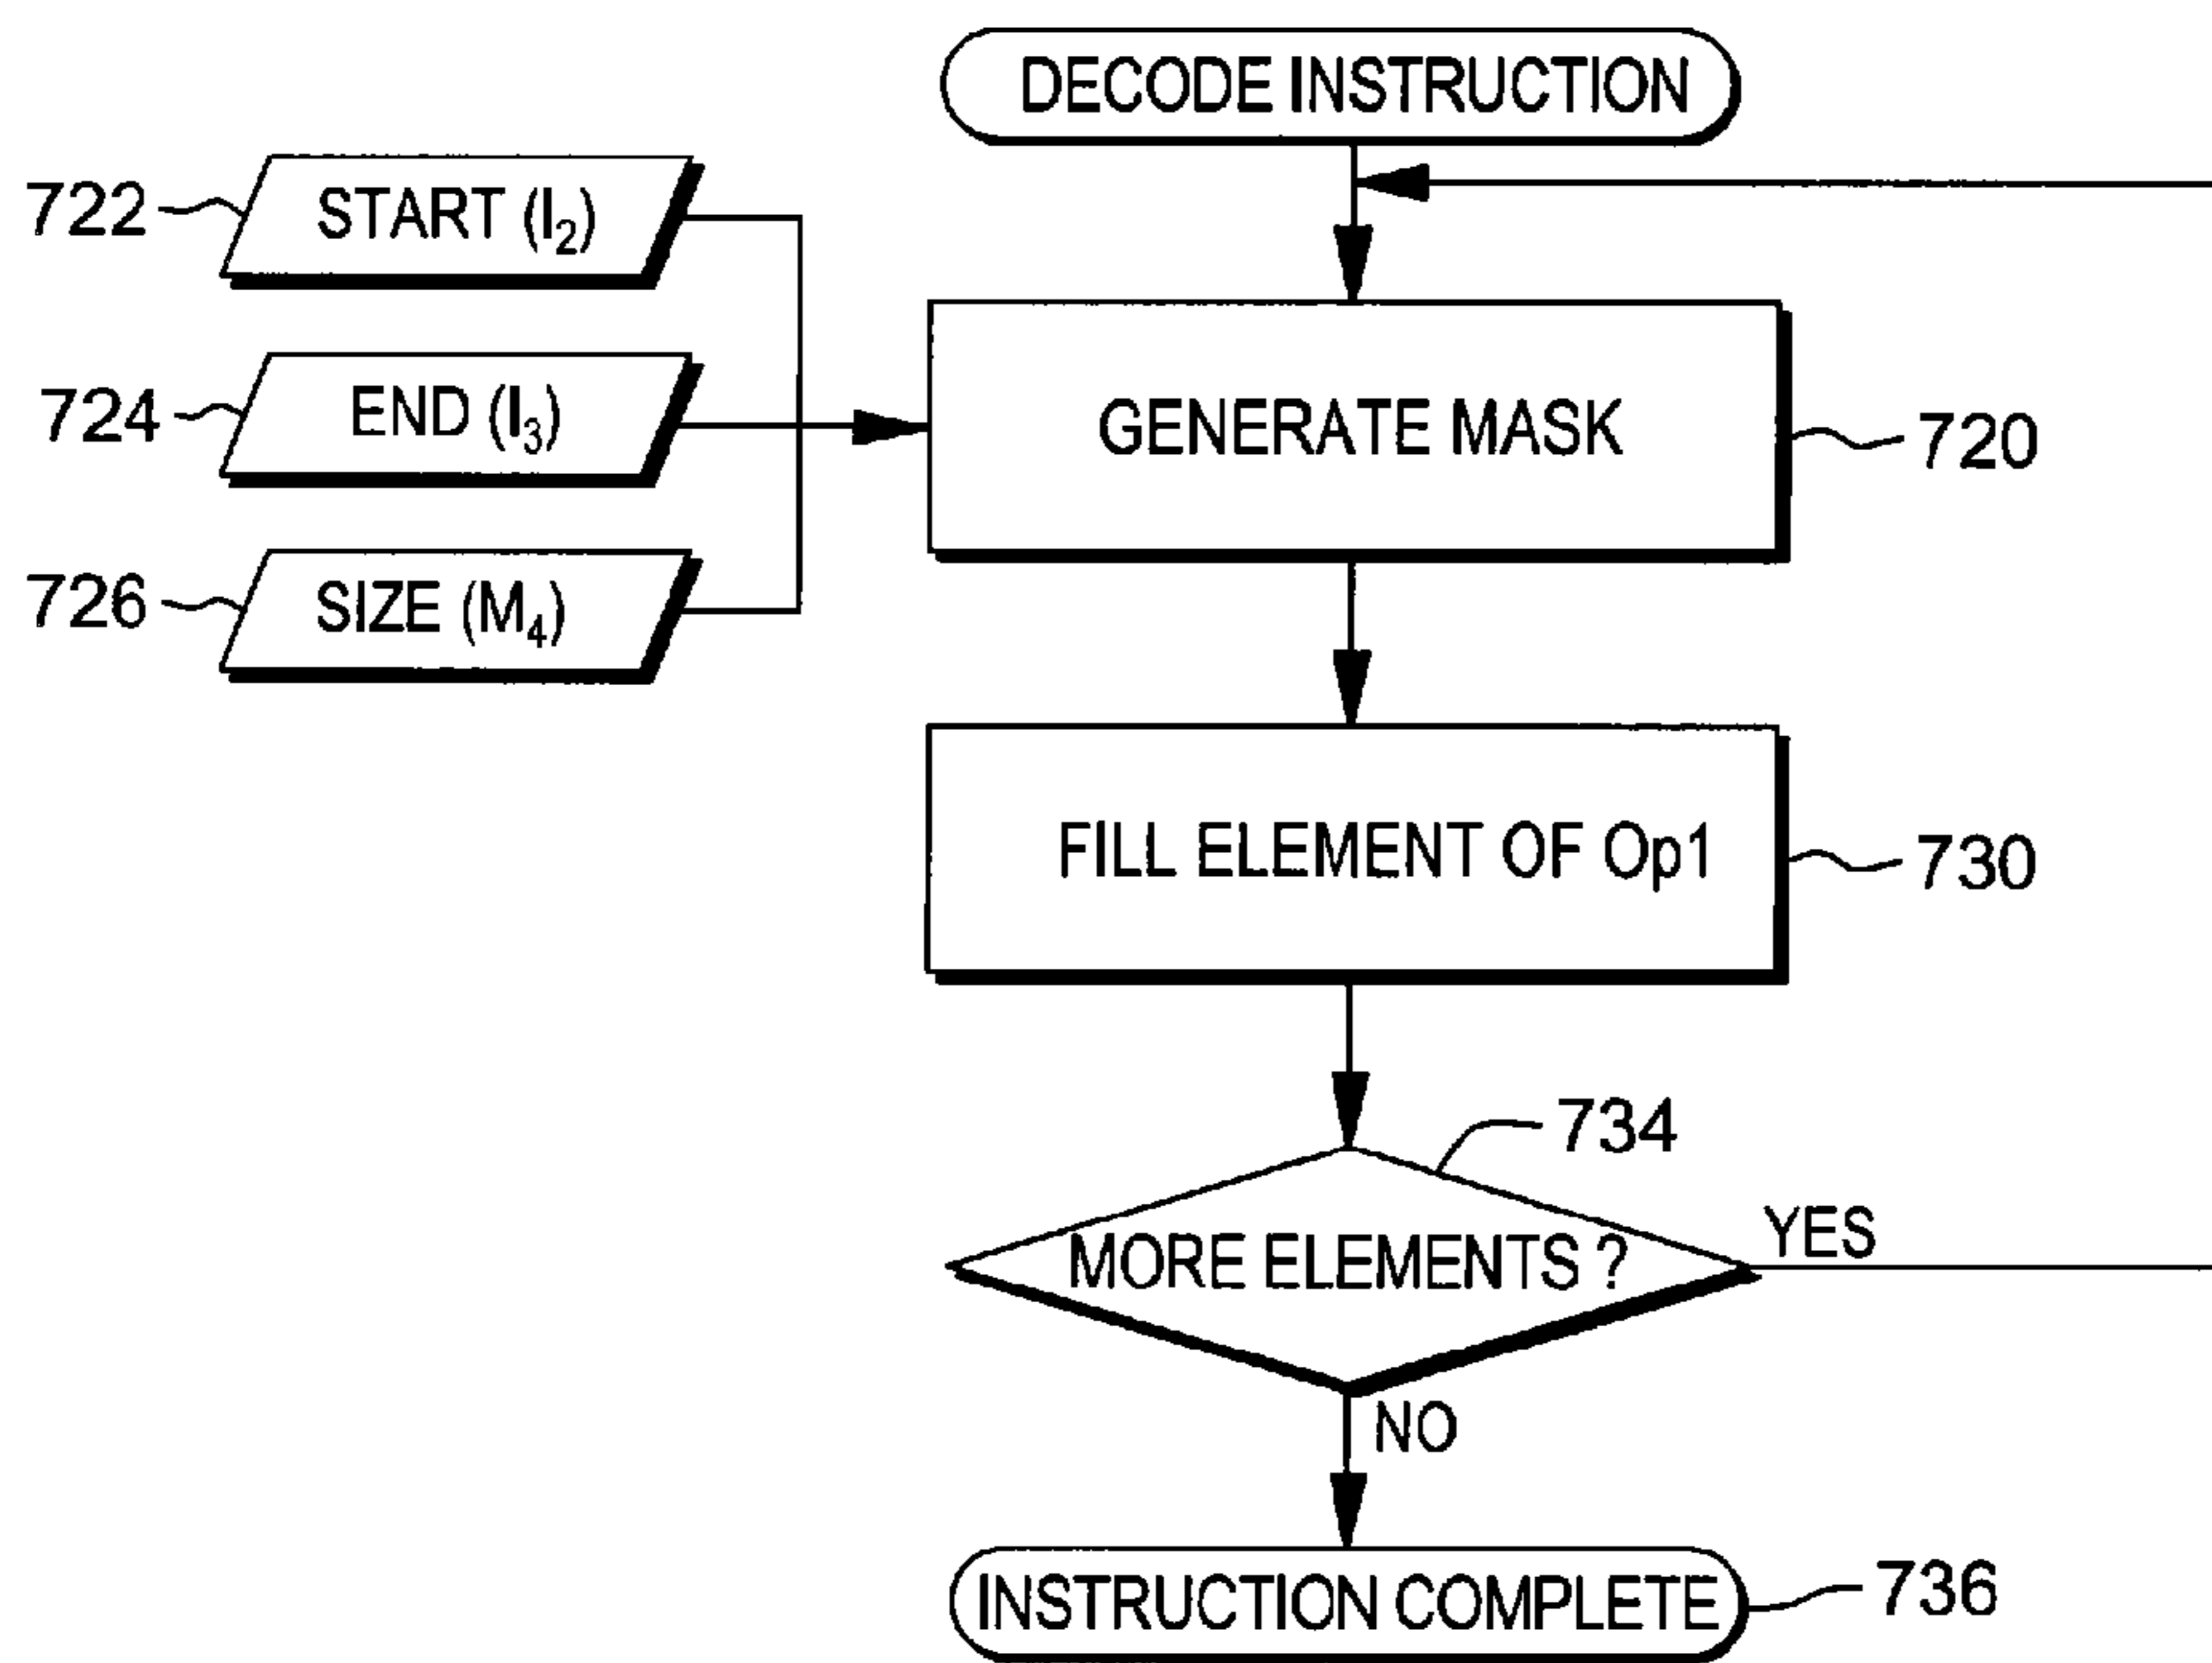 DECODE INSTRUCTION
722
START (I₂)
724
END (I₃)
726
SIZE (M₄)
GENERATE MASK
720
FILL ELEMENT OF Op1
730
734
MORE ELEMENTS ?
YES
NO
INSTRUCTION COMPLETE
736